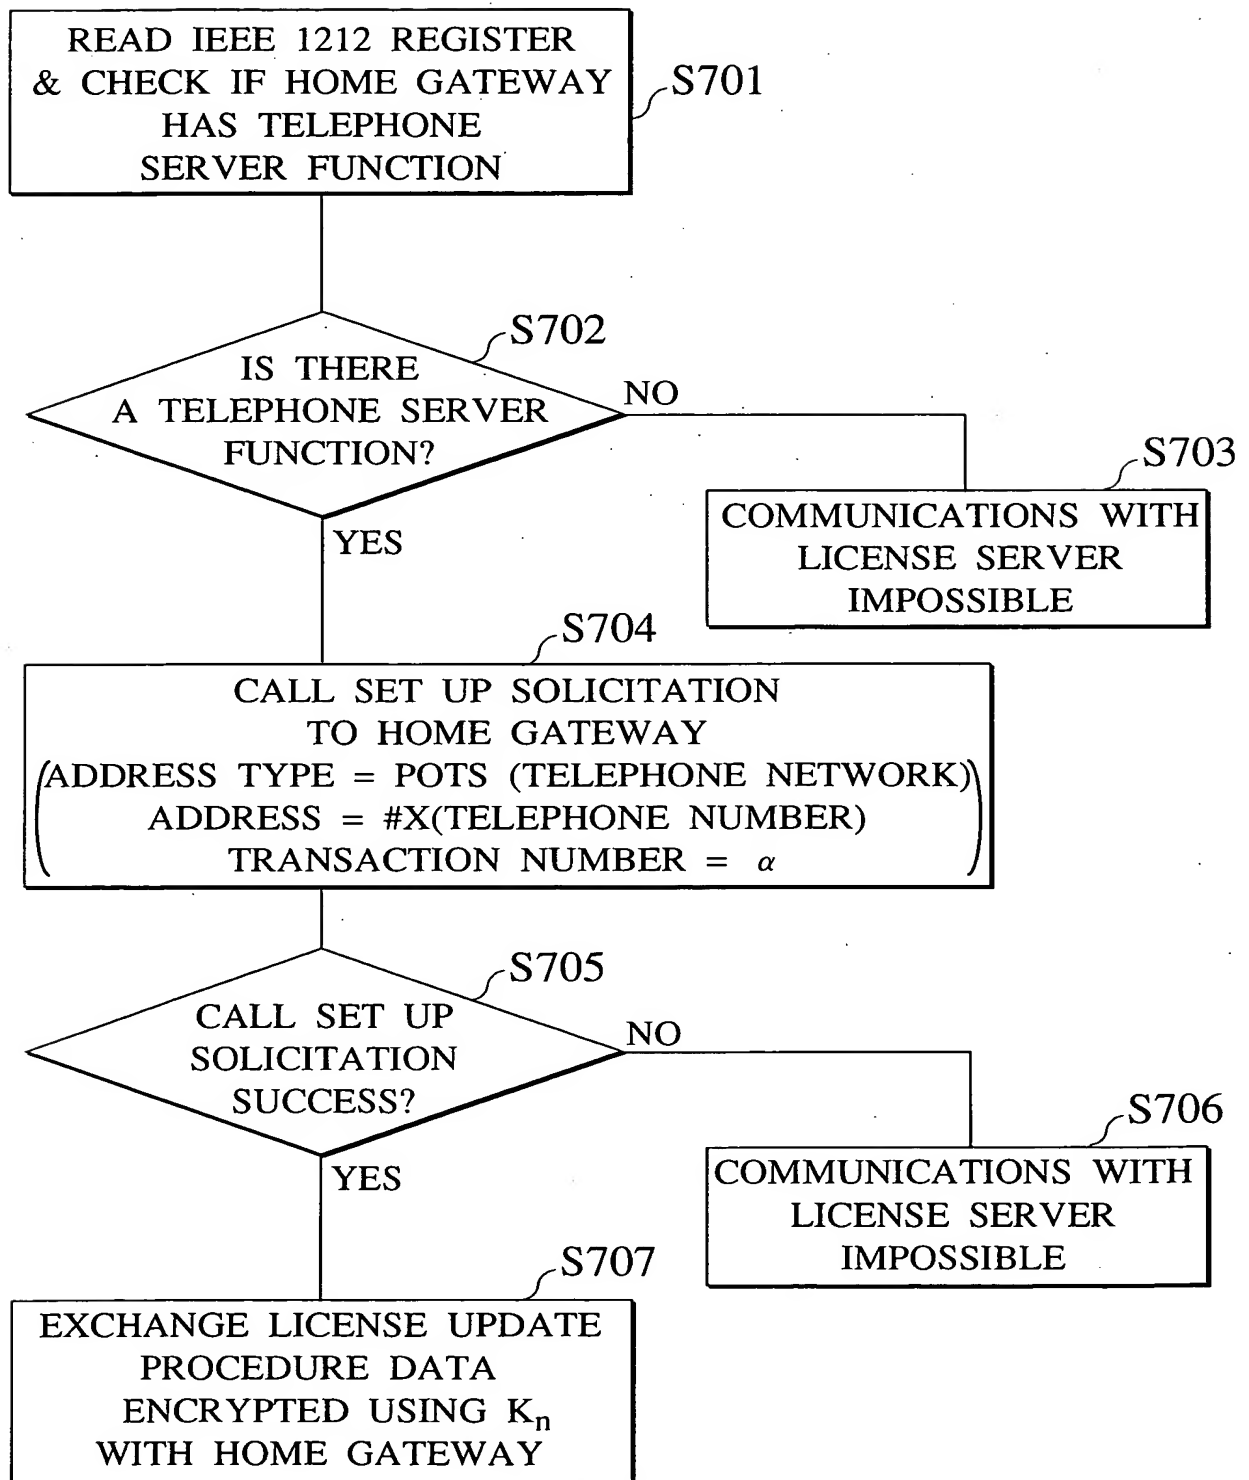 READ IEEE 1212 REGISTER
& CHECK IF HOME GATEWAY
HAS TELEPHONE
SERVER FUNCTION
S701
S702
IS THERE
A TELEPHONE SERVER
FUNCTION?
NO
YES
S703
COMMUNICATIONS WITH
LICENSE SERVER
IMPOSSIBLE
S704
CALL SET UP SOLICITATION
TO HOME GATEWAY
(ADDRESS TYPE = POTS (TELEPHONE NETWORK)
ADDRESS = #X(TELEPHONE NUMBER)
TRANSACTION NUMBER = α)
S705
CALL SET UP
SOLICITATION
SUCCESS?
NO
YES
S706
COMMUNICATIONS WITH
LICENSE SERVER
IMPOSSIBLE
S707
EXCHANGE LICENSE UPDATE
PROCEDURE DATA
ENCRYPTED USING Kn
WITH HOME GATEWAY